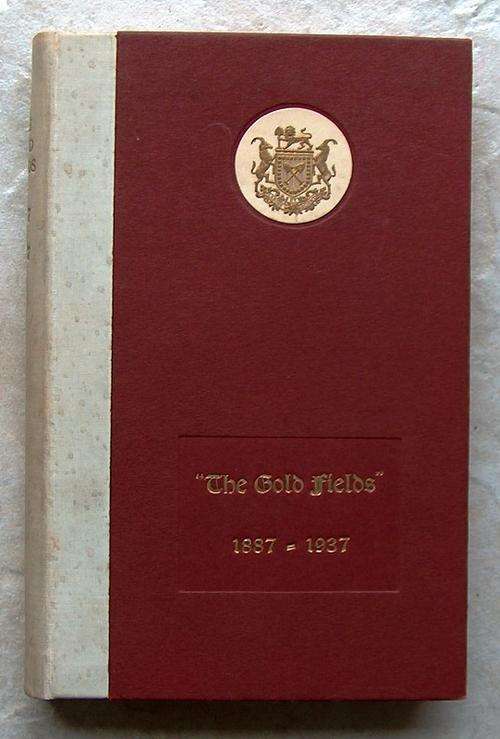 "The Gold Fields"
1887 - 1937